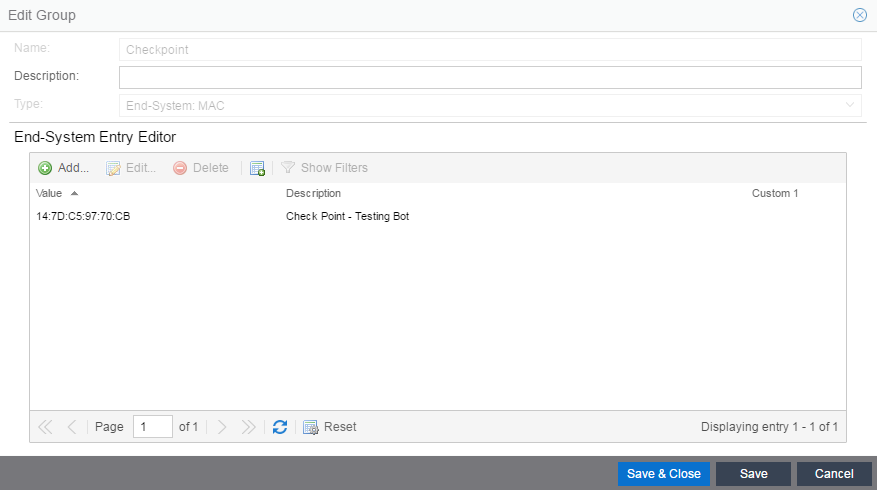 Edit Group
Name: Checkpoint
Description:
Type: End-System: MAC
End-System Entry Editor
Add... Edit... Delete Show Filters
Value Description Custom 1
14:7D:C5:97:70:CB Check Point - Testing Bot
Page 1 of 1 Reset Displaying entry 1 - 1 of 1
Save & Close Save Cancel